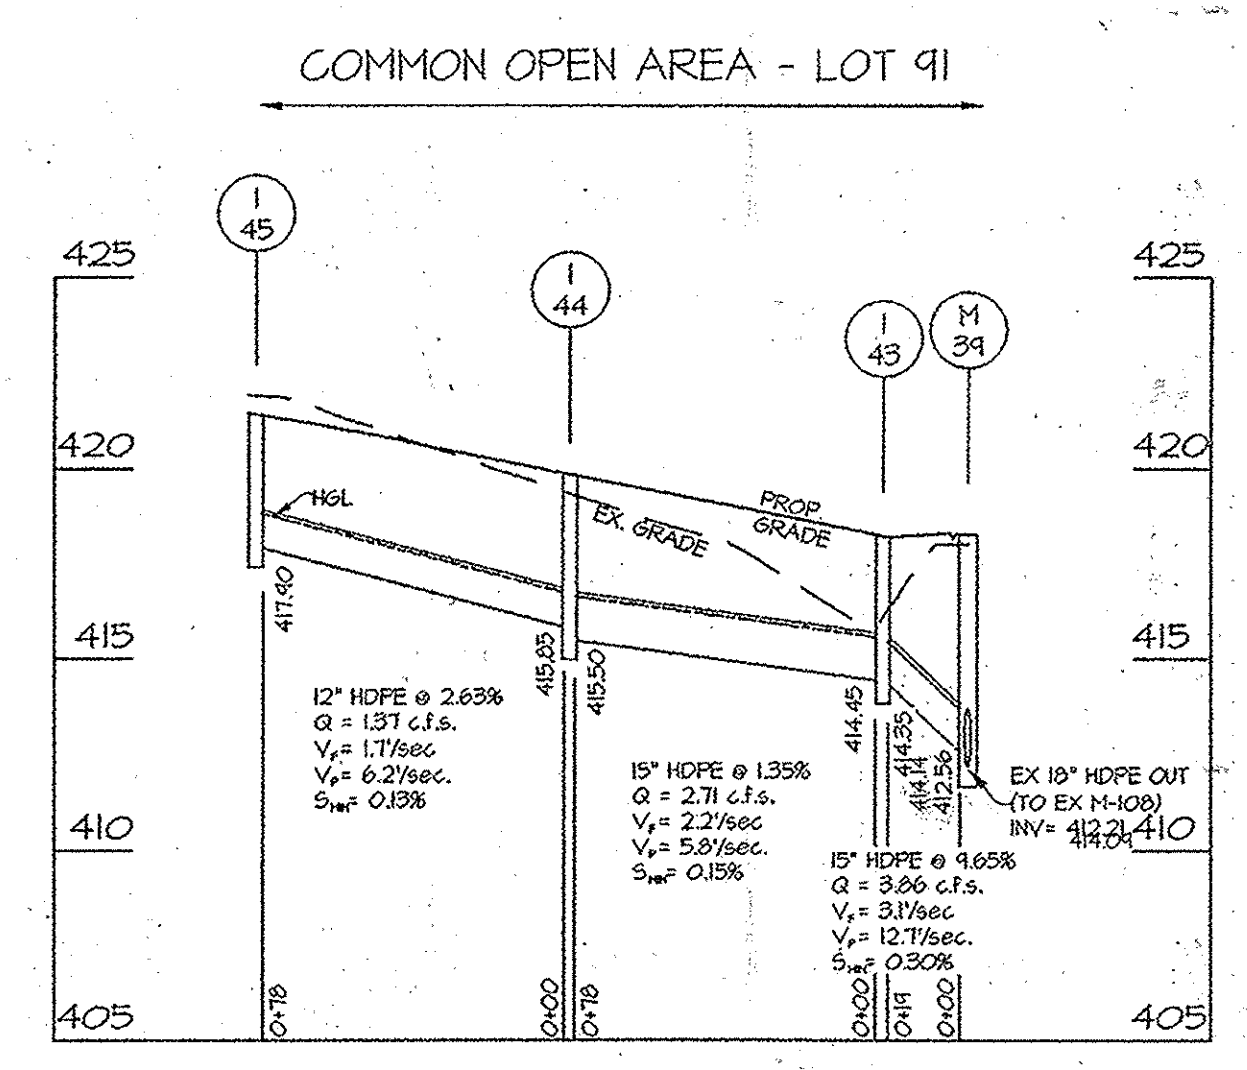 COMMON OPEN AREA - LOT 91
I
45
I
44
I
43
M
39
425
425
420
420
415
415
410
410
405
405
HGL
EX. GRADE
PROP.
GRADE
417.90
415.85
415.50
414.45
414.35
414.14
412.56
12" HDPE @ 2.63%
Q = 1.37 c.f.s.
VF= 1.7'/sec
VP= 6.2'/sec.
SHH= 0.13%
15" HDPE @ 1.35%
Q = 2.71 c.f.s.
VF= 2.2'/sec
VP= 5.8'/sec.
SHH= 0.15%
EX 18" HDPE OUT
(TO EX M-108)
INV= 412.21
414.09
15" HDPE @ 9.65%
Q = 3.86 c.f.s.
VF= 3.1'/sec
VP= 12.7'/sec.
SHH= 0.30%
0+78
0+00
0+78
0+00
0+19
0+00